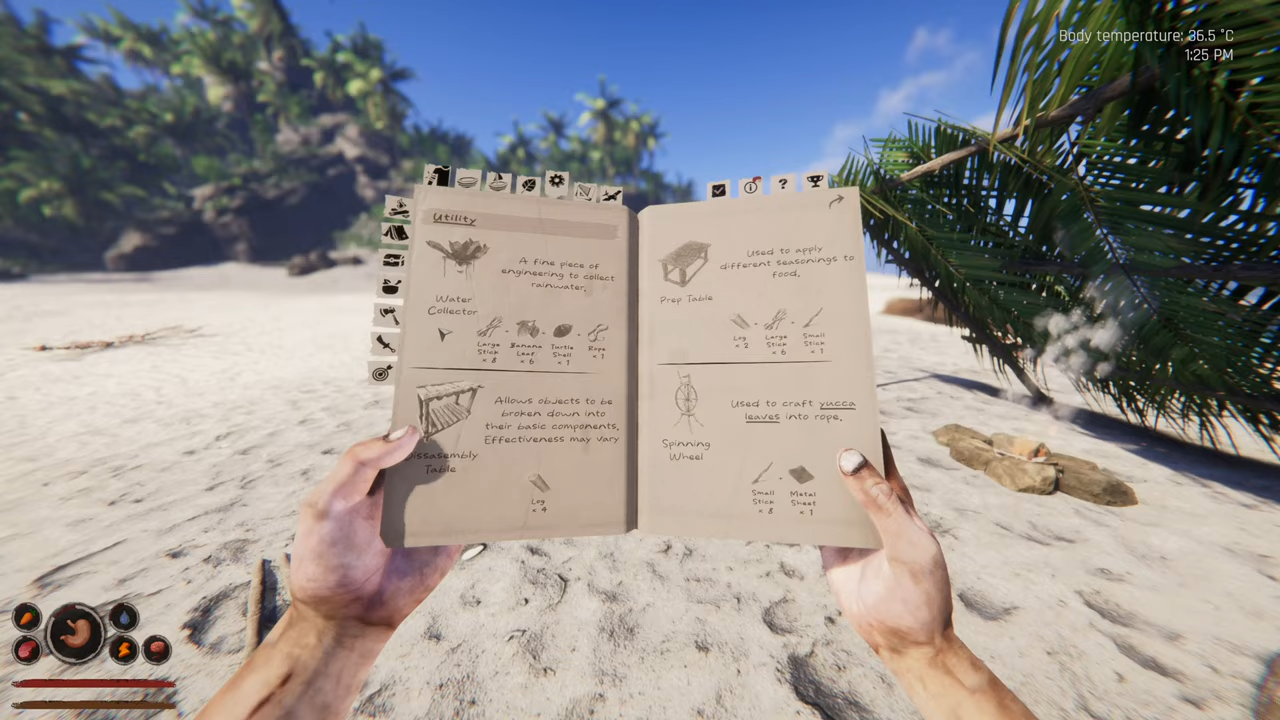 Body temperature: 36.5 °C
1:25 PM
Utility
A fine piece of
engineering to collect
rainwater.
Water
Collector
Large
Stick
x 8
Banana
Leaf
x 6
Turtle
Shell
x 1
Rope
x 1
Allows objects to be
broken down into
their basic components.
Effectiveness may vary
Dissasembly
Table
Log
x 4
Used to apply
different seasonings to
food.
Prep Table
Log
x 2
Large
Stick
x 6
Small
Stick
x 1
Used to craft yucca
leaves into rope.
Spinning
Wheel
Small
Stick
x 8
Metal
Sheet
x 1